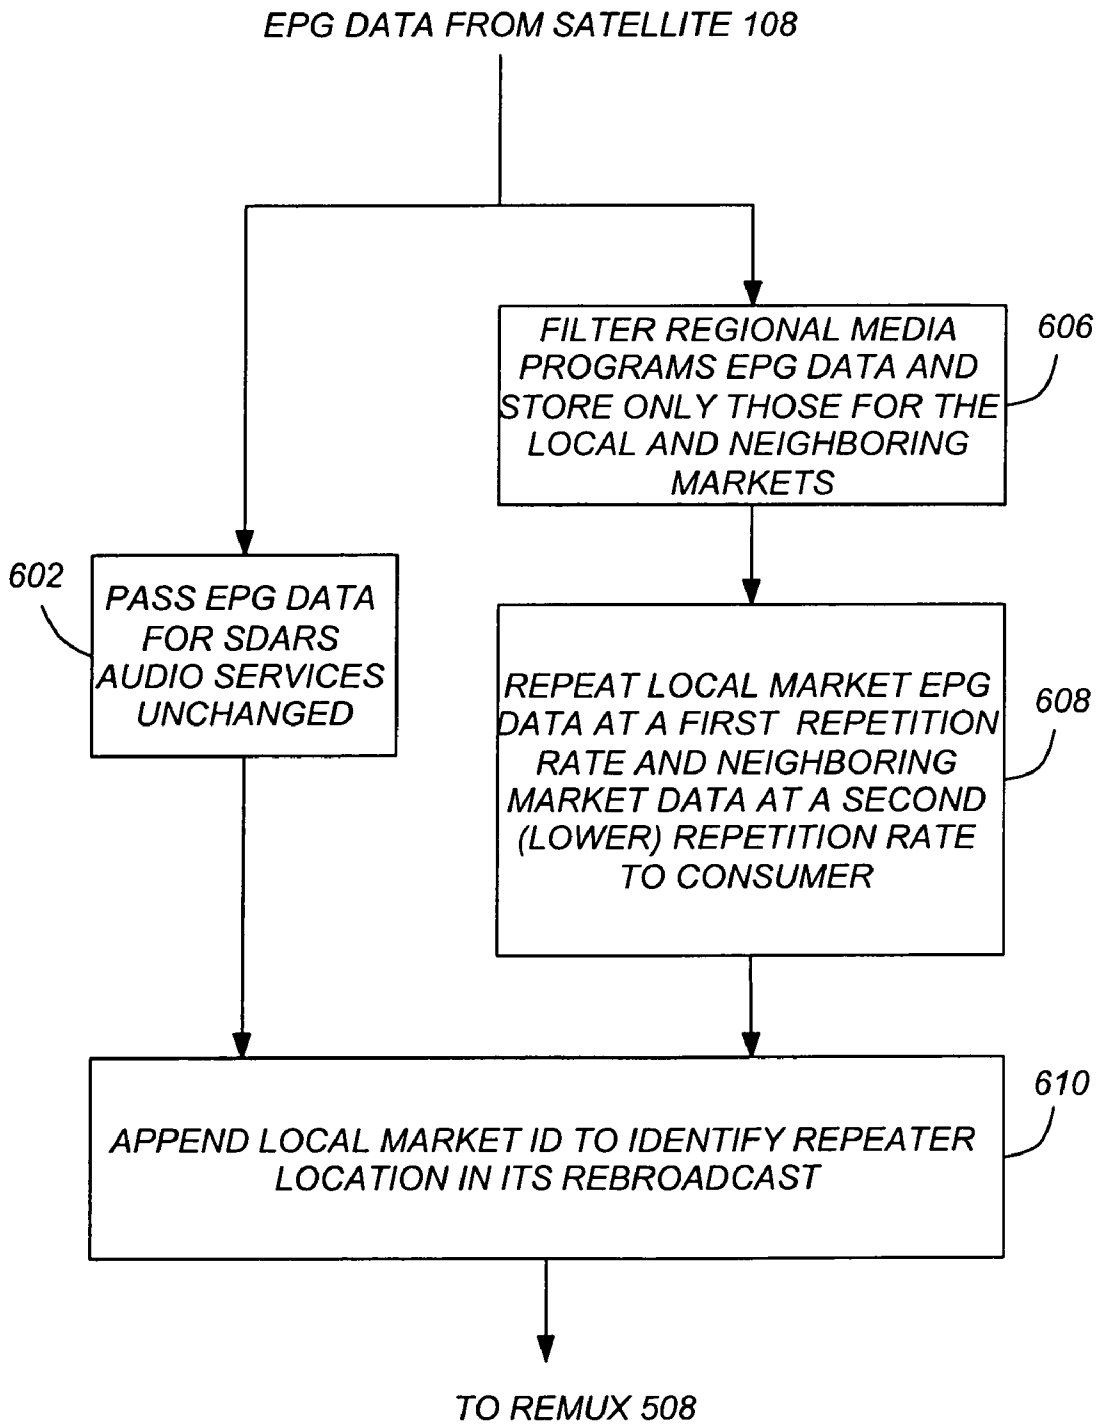 EPG DATA FROM SATELLITE 108
FILTER REGIONAL MEDIA
PROGRAMS EPG DATA AND
STORE ONLY THOSE FOR THE
LOCAL AND NEIGHBORING
MARKETS
606
602
PASS EPG DATA
FOR SDARS
AUDIO SERVICES
UNCHANGED
REPEAT LOCAL MARKET EPG
DATA AT A FIRST REPETITION
RATE AND NEIGHBORING
MARKET DATA AT A SECOND
(LOWER) REPETITION RATE
TO CONSUMER
608
APPEND LOCAL MARKET ID TO IDENTIFY REPEATER
LOCATION IN ITS REBROADCAST
610
TO REMUX 508